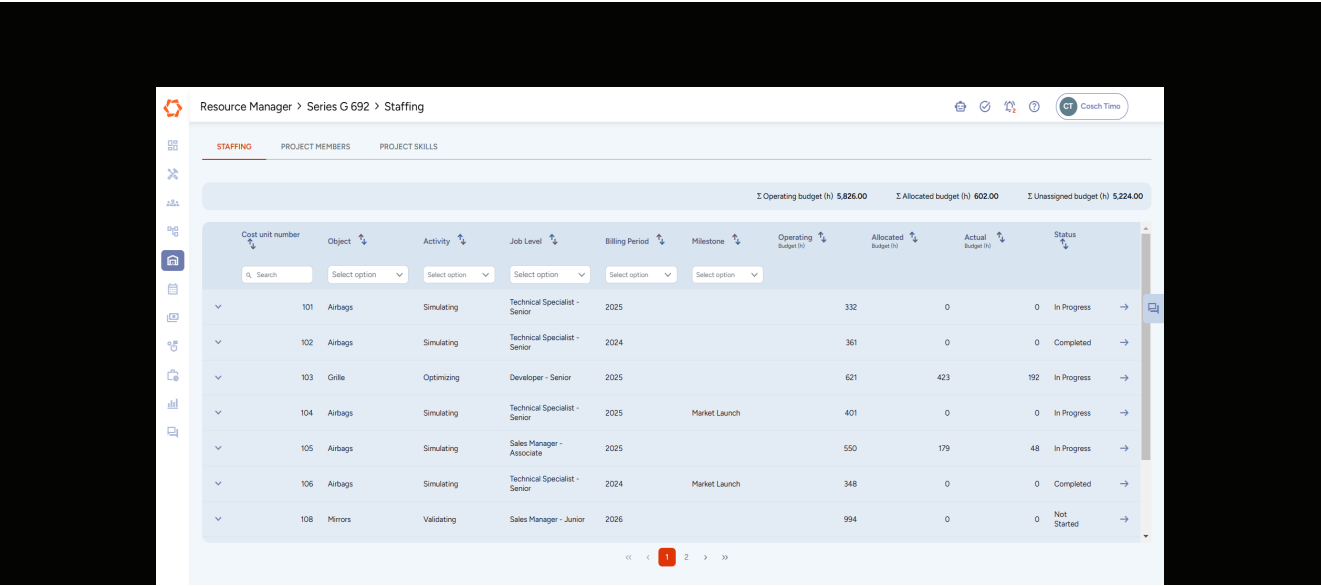 Resource Manager > Series G 692 > Staffing
2
CT Cosch Timo
STAFFING PROJECT MEMBERS PROJECT SKILLS
Σ Operating budget (h) 5,826.00 Σ Allocated budget (h) 602.00 Σ Unassigned budget (h) 5,224.00
Cost unit number Object Activity Job Level Billing Period Milestone Operating Budget (h) Allocated Budget (h) Actual Budget (h) Status
Search Select option Select option Select option Select option Select option
101 Airbags Simulating Technical Specialist - Senior 2025 332 0 0 In Progress
102 Airbags Simulating Technical Specialist - Senior 2024 361 0 0 Completed
103 Grille Optimizing Developer - Senior 2025 621 423 192 In Progress
104 Airbags Simulating Technical Specialist - Senior 2025 Market Launch 401 0 0 In Progress
105 Airbags Simulating Sales Manager - Associate 2025 550 179 48 In Progress
106 Airbags Simulating Technical Specialist - Senior 2024 Market Launch 348 0 0 Completed
108 Mirrors Validating Sales Manager - Junior 2026 994 0 0 Not Started
« ‹ 1 2 › »